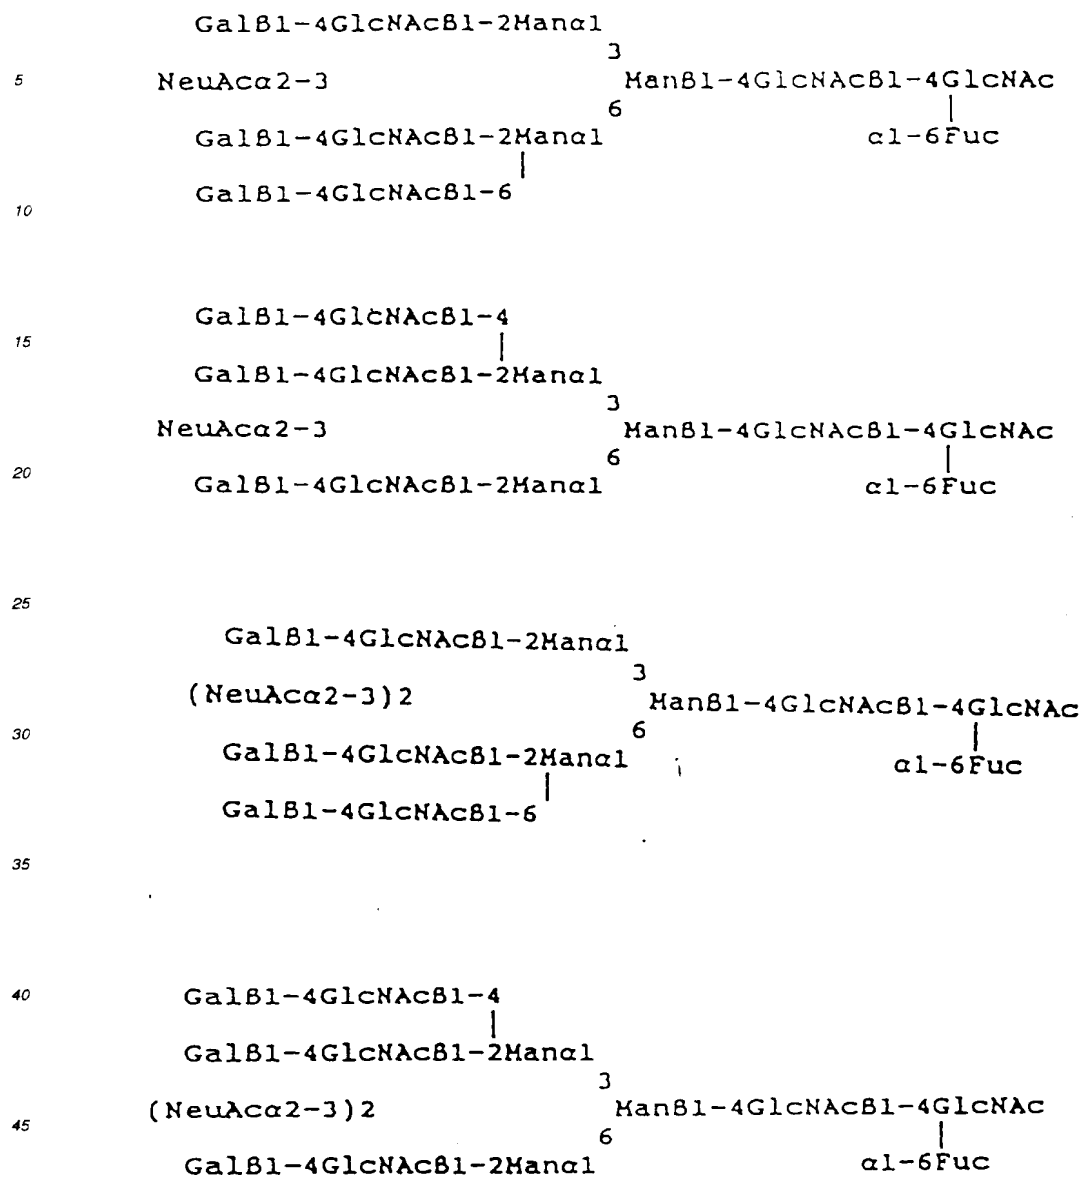 Galβ1-4GlcNAcβ1-2Manα1
3
5 NeuAcα2-3 Manβ1-4GlcNAcβ1-4GlcNAc
6
Galβ1-4GlcNAcβ1-2Manα1 α1-6Fuc
Galβ1-4GlcNAcβ1-6
10
Galβ1-4GlcNAcβ1-4
15
Galβ1-4GlcNAcβ1-2Manα1
3
NeuAcα2-3 Manβ1-4GlcNAcβ1-4GlcNAc
6
20
Galβ1-4GlcNAcβ1-2Manα1 α1-6Fuc
25
Galβ1-4GlcNAcβ1-2Manα1
3
(NeuAcα2-3)2 Manβ1-4GlcNAcβ1-4GlcNAc
6
30
Galβ1-4GlcNAcβ1-2Manα1 α1-6Fuc
Galβ1-4GlcNAcβ1-6
35
40 Galβ1-4GlcNAcβ1-4
Galβ1-4GlcNAcβ1-2Manα1
3
(NeuAcα2-3)2 Manβ1-4GlcNAcβ1-4GlcNAc
45
6
Galβ1-4GlcNAcβ1-2Manα1 α1-6Fuc